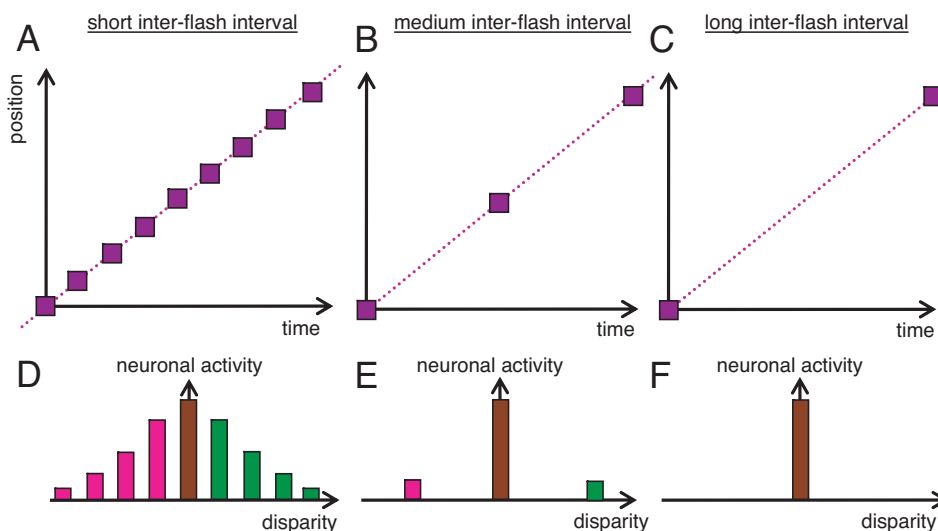 A short inter-flash interval
B medium inter-flash interval
C long inter-flash interval
position
time
time
time
D neuronal activity
E neuronal activity
F neuronal activity
disparity
disparity
disparity